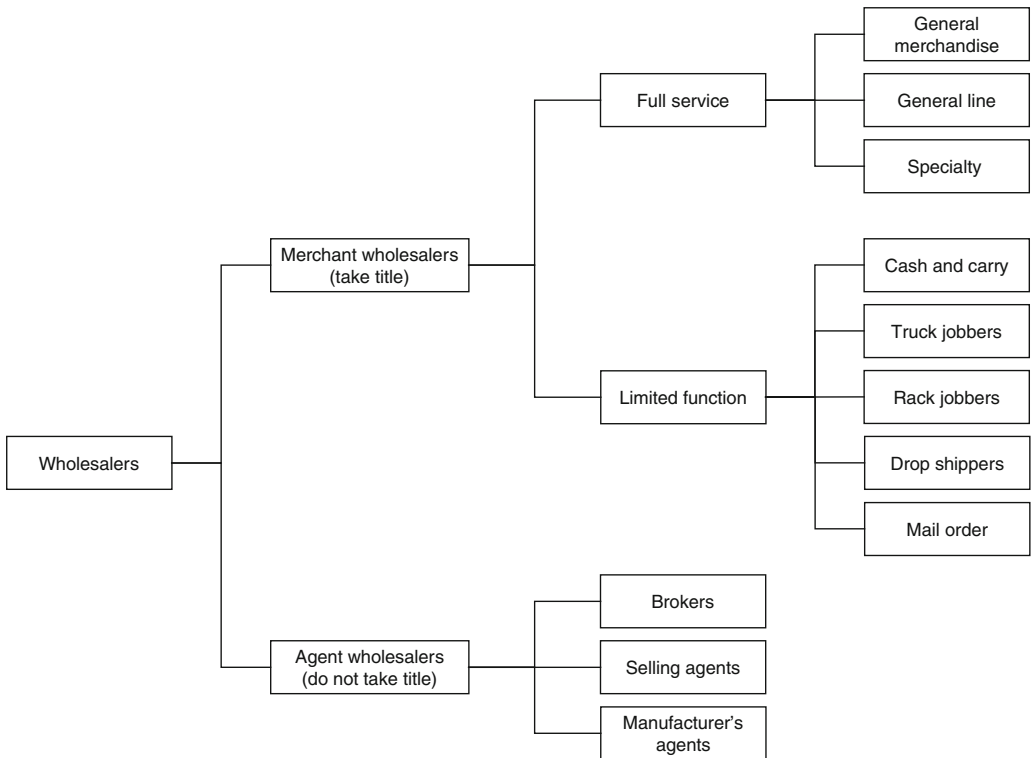 General
merchandise
Full service
General line
Specialty
Merchant wholesalers
(take title)
Cash and carry
Truck jobbers
Limited function
Rack jobbers
Wholesalers
Drop shippers
Mail order
Brokers
Agent wholesalers
(do not take title)
Selling agents
Manufacturer's
agents